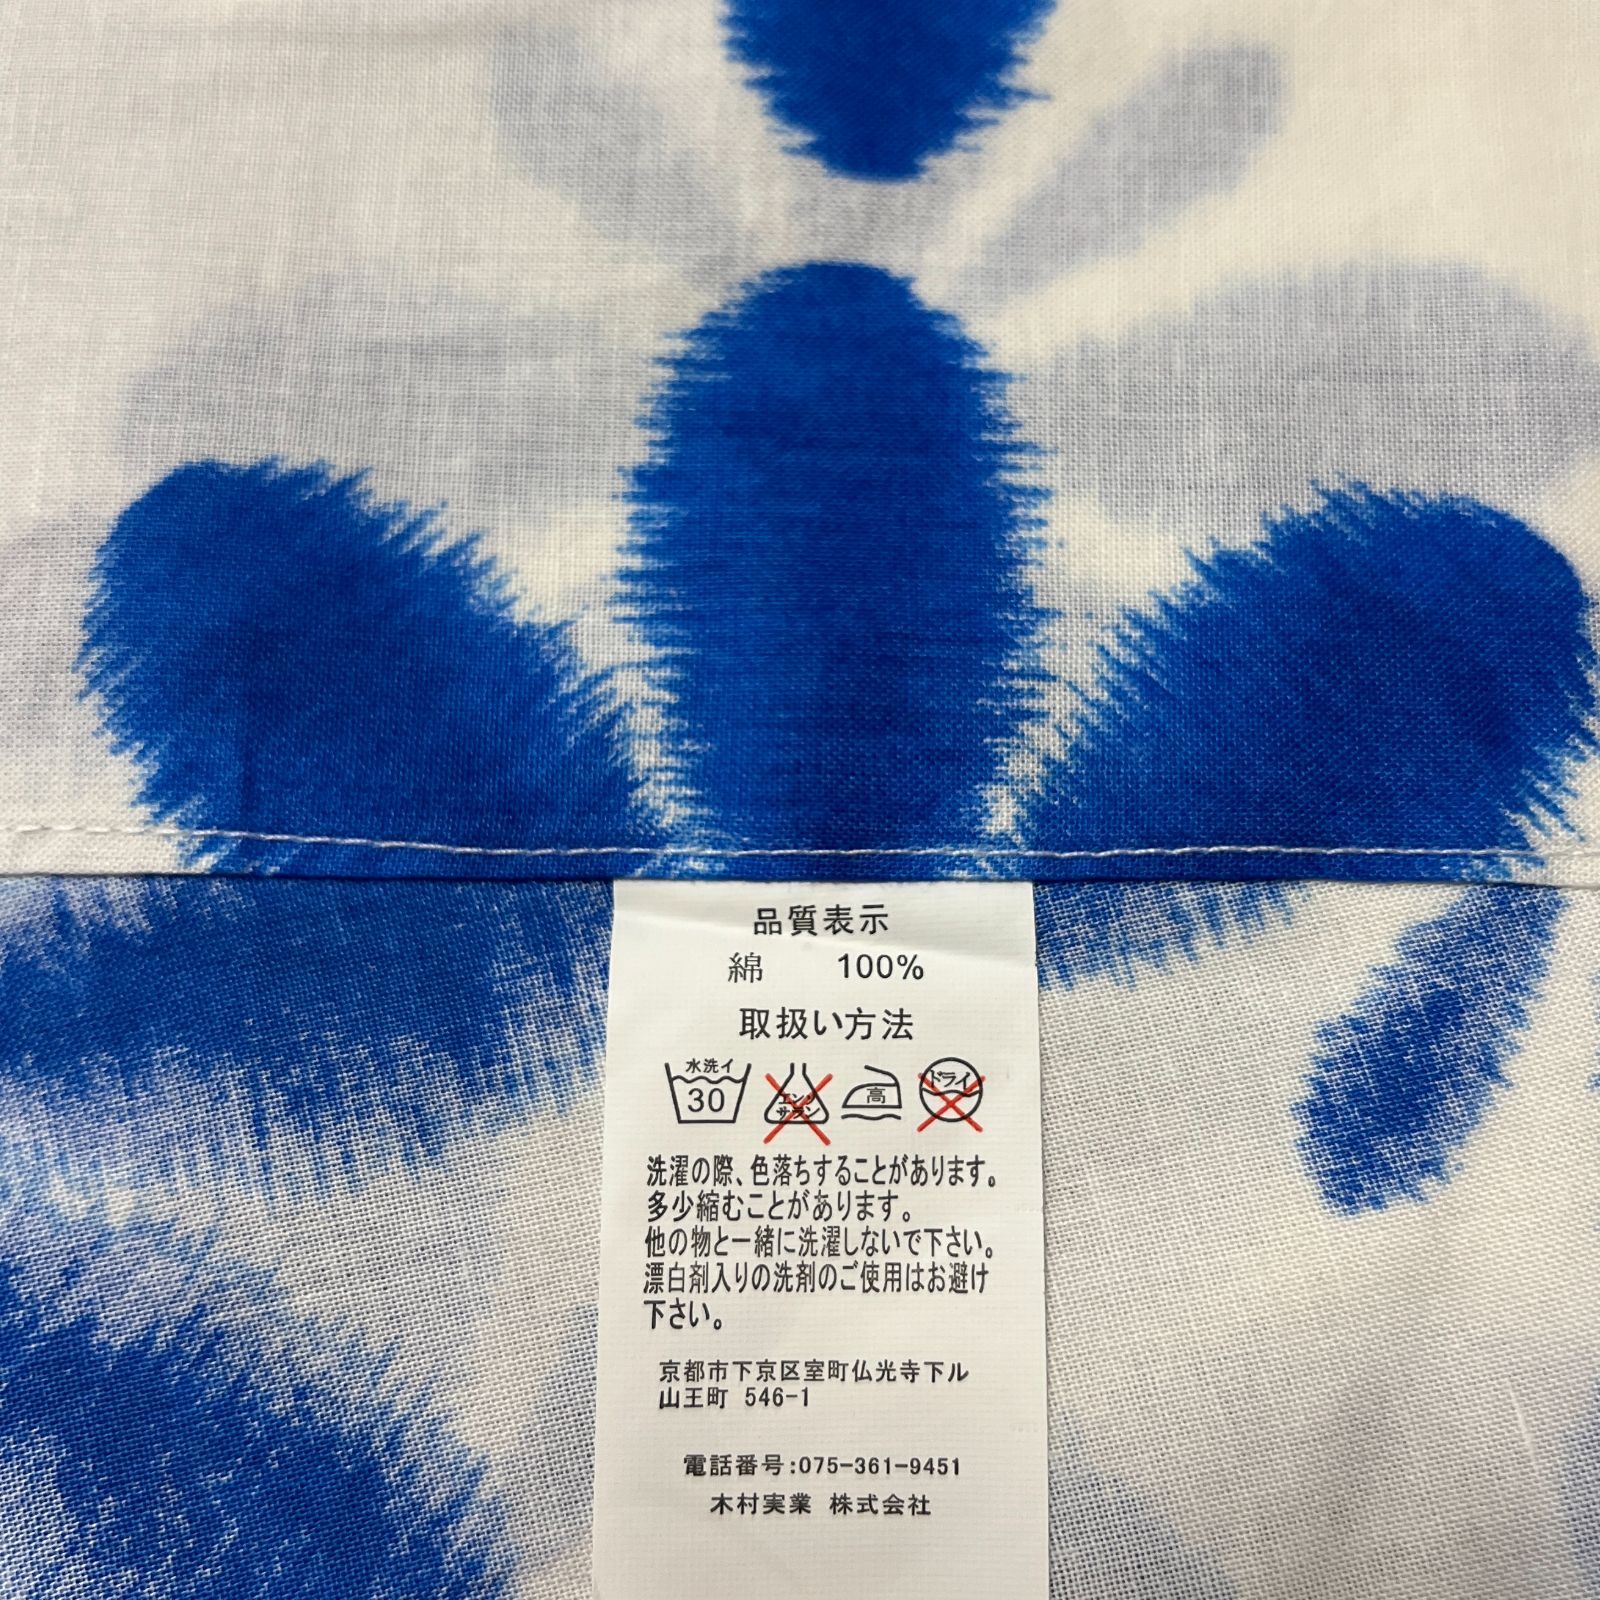 品質表示
綿 100%
取扱い方法
水洗イ
30
エンソ
サラシ
高
ドライ
洗濯の際、色落ちすることがあります。
多少縮むことがあります。
他の物と一緒に洗濯しないで下さい。
漂白剤入りの洗剤のご使用はお避け
下さい。
京都市下京区室町仏光寺下ル
山王町 546-1
電話番号:075-361-9451
木村実業 株式会社